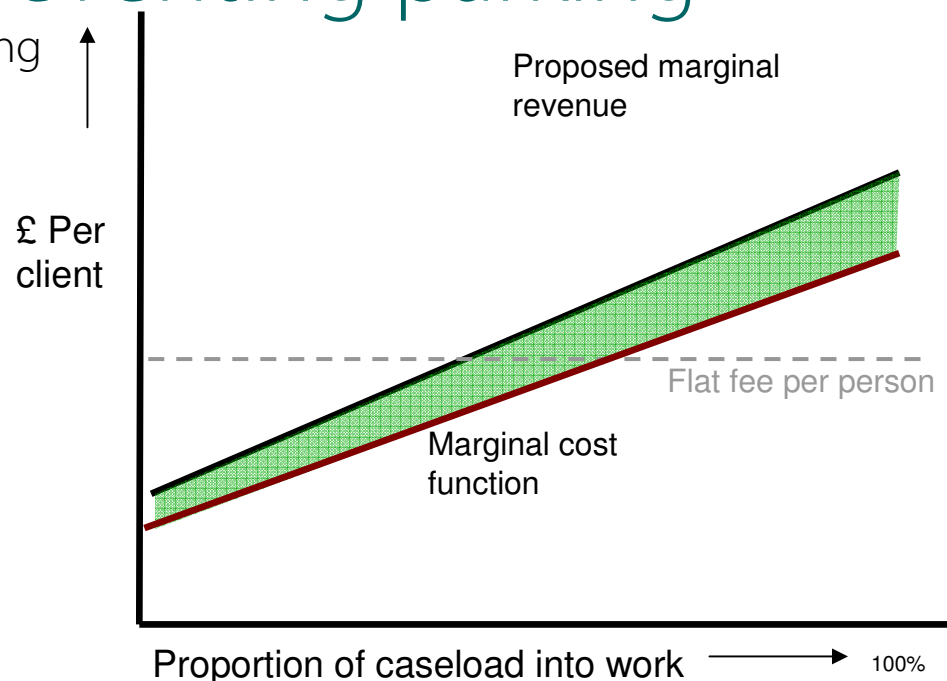 parking
ng
Proposed marginal
revenue
£ Per
client
Flat fee per person
Marginal cost
function
Proportion of caseload into work
100%